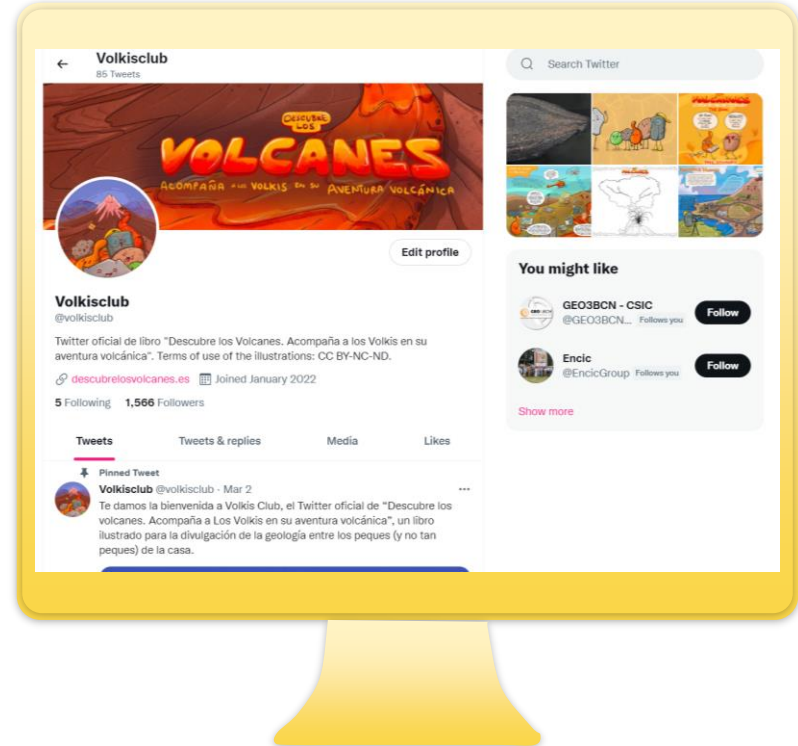 Volkisclub
85 Tweets
DESCUBRE
LOS
VOLCANES
ACOMPAÑA A LOS VOLKIS EN SU AVENTURA VOLCÁNICA
Edit profile
Volkisclub
@volkisclub
Twitter oficial de libro "Descubre los Volcanes. Acompaña a los Volkis en su
aventura volcánica". Terms of use of the illustrations: CC BY-NC-ND.
descubrelosvolcanes.es Joined January 2022
5 Following 1,566 Followers
Tweets Tweets & replies Media Likes
Pinned Tweet
Volkisclub @volkisclub · Mar 2
Te damos la bienvenida a Volkis Club, el Twitter oficial de "Descubre los
volcanes. Acompaña a Los Volkis en su aventura volcánica", un libro
ilustrado para la divulgación de la geología entre los peques (y no tan
peques) de la casa.
Search Twitter
You might like
GEO3BCN - CSIC
@GEO3BCN... Follows you
Follow
Encic
@EncicGroup Follows you
Follow
Show more